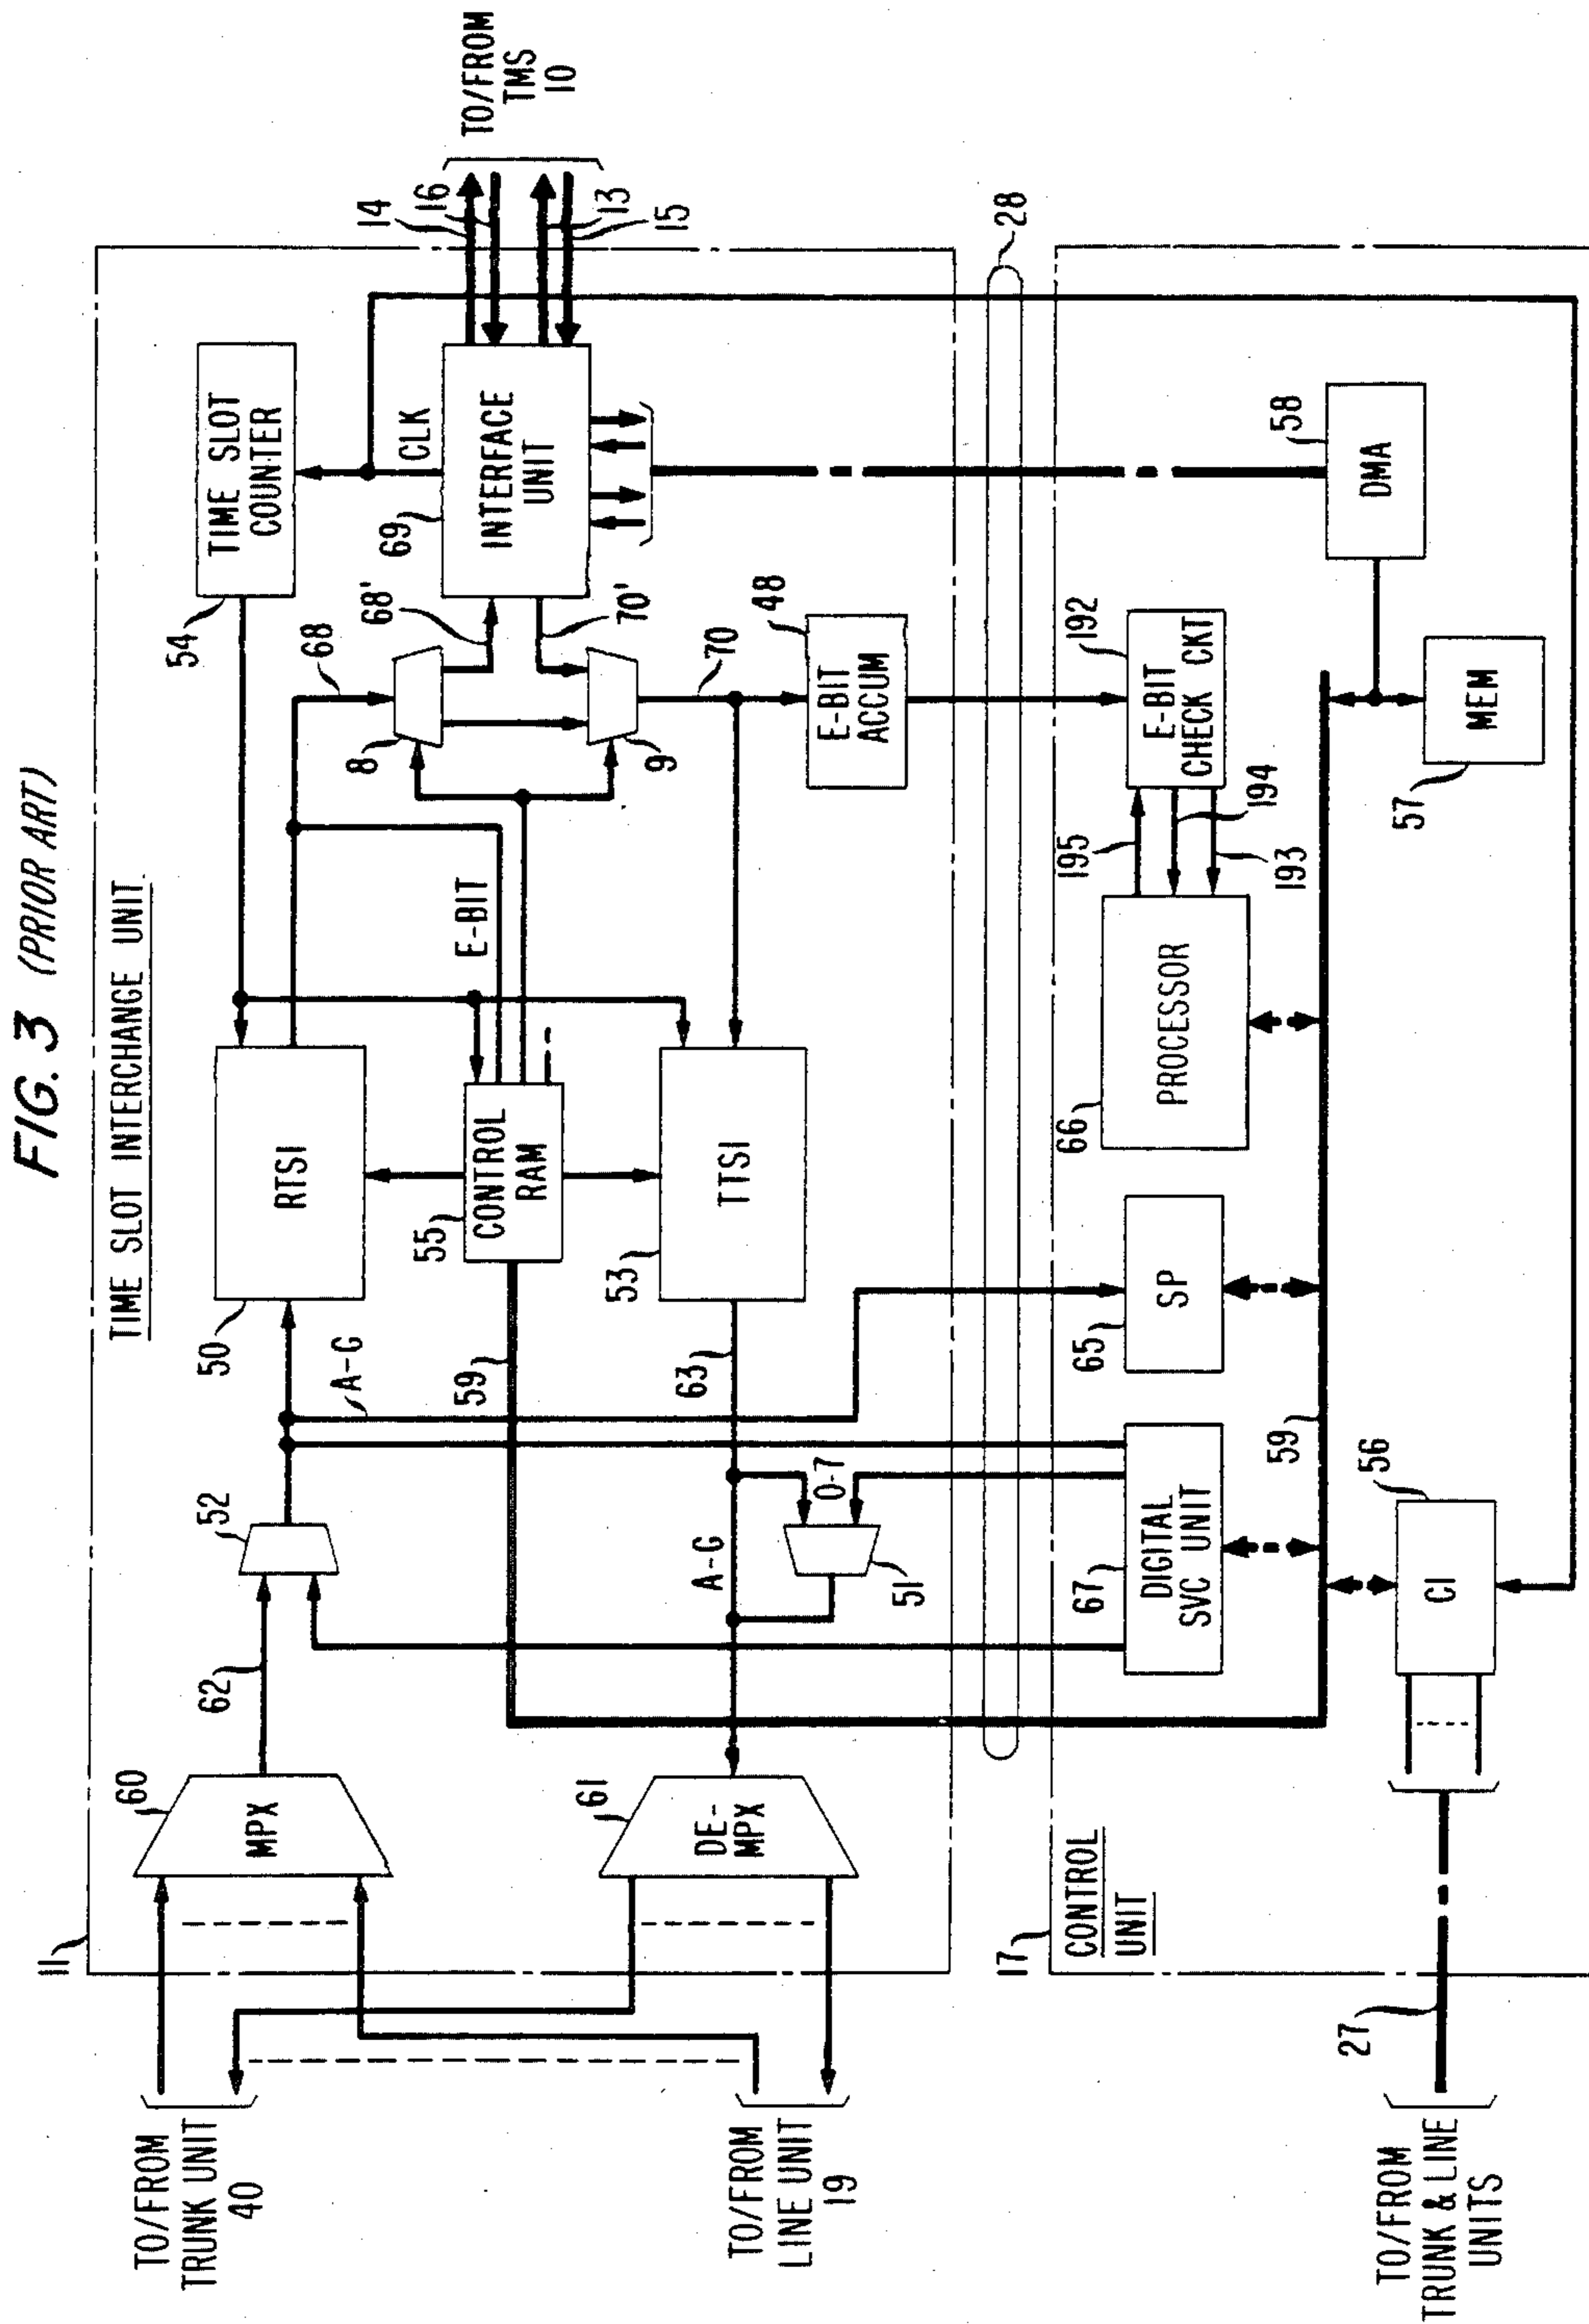 FIG. 3 (PRIOR ART)
TIME SLOT INTERCHANGE UNIT
11
TO/FROM
TRUNK UNIT
40
TO/FROM
LINE UNIT
19
60
MPX
62
52
61
DE-
MPX
A-G
50
RTSI
55
CONTROL
RAM
59
53
TTSI
63
A-G
0-7
51
E-BIT
54
TIME SLOT
COUNTER
68
8
9
68'
70'
70
69
INTERFACE
UNIT
CLK
48
E-BIT
ACCUM
14
16
13
15
TO/FROM
TMS
10
28
17
CONTROL
UNIT
67
DIGITAL
SVC UNIT
65
SP
66
PROCESSOR
195
194
193
192
E-BIT
CHECK CKT
58
DMA
57
MEM
59
56
CI
27
TO/FROM
TRUNK & LINE
UNITS